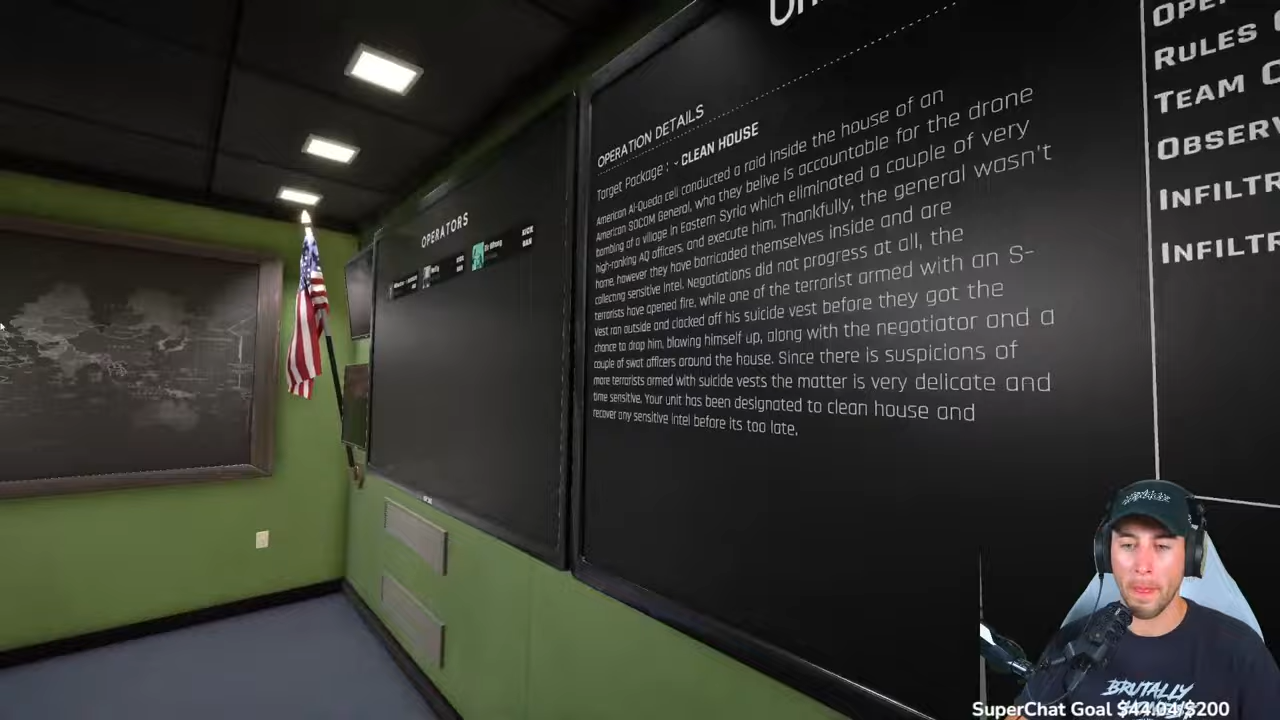 OPERATION DETAILS
Target Package : - CLEAN HOUSE
American Al-Queda cell conducted a raid inside the house of an
American SOCOM General, who they belive is accountable for the drone
bombing of a village in Eastern Syria which eliminated a couple of very
high-ranking AQ officers, and execute him. Thankfully, the general wasn't
home, however they have barricaded themselves inside and are
collecting sensitive intel. Negotiations did not progress at all, the
terrorists have opened fire, while one of the terrorist armed with an S-
Vest ran outside and clacked off his suicide vest before they got the
chance to drop him, blowing himself up, along with the negotiator and a
couple of swat officers around the house. Since there is suspicions of
more terrorists armed with suicide vests the matter is very delicate and
time sensitive. Your unit has been designated to clean house and
recover any sensitive intel before its too late.
OPERATORS
KICK
BAN
RULES
TEAM
OBSERV
INFILTR
INFILTR
BRUTALLY
SuperChat Goal $44.04/$200